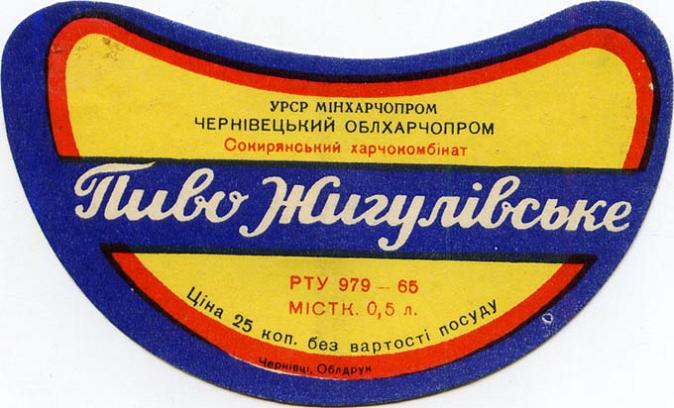 УРСР МІНХАРЧОПРОМ
ЧЕРНІВЕЦЬКИЙ ОБЛХАРЧОПРОМ
Сокирянський харчокомбінат
Пиво Жигулівське
РТУ 979 — 65
МІСТК. 0,5 л.
Ціна 25 коп. без вартості посуду
Чернівці, Облдрук